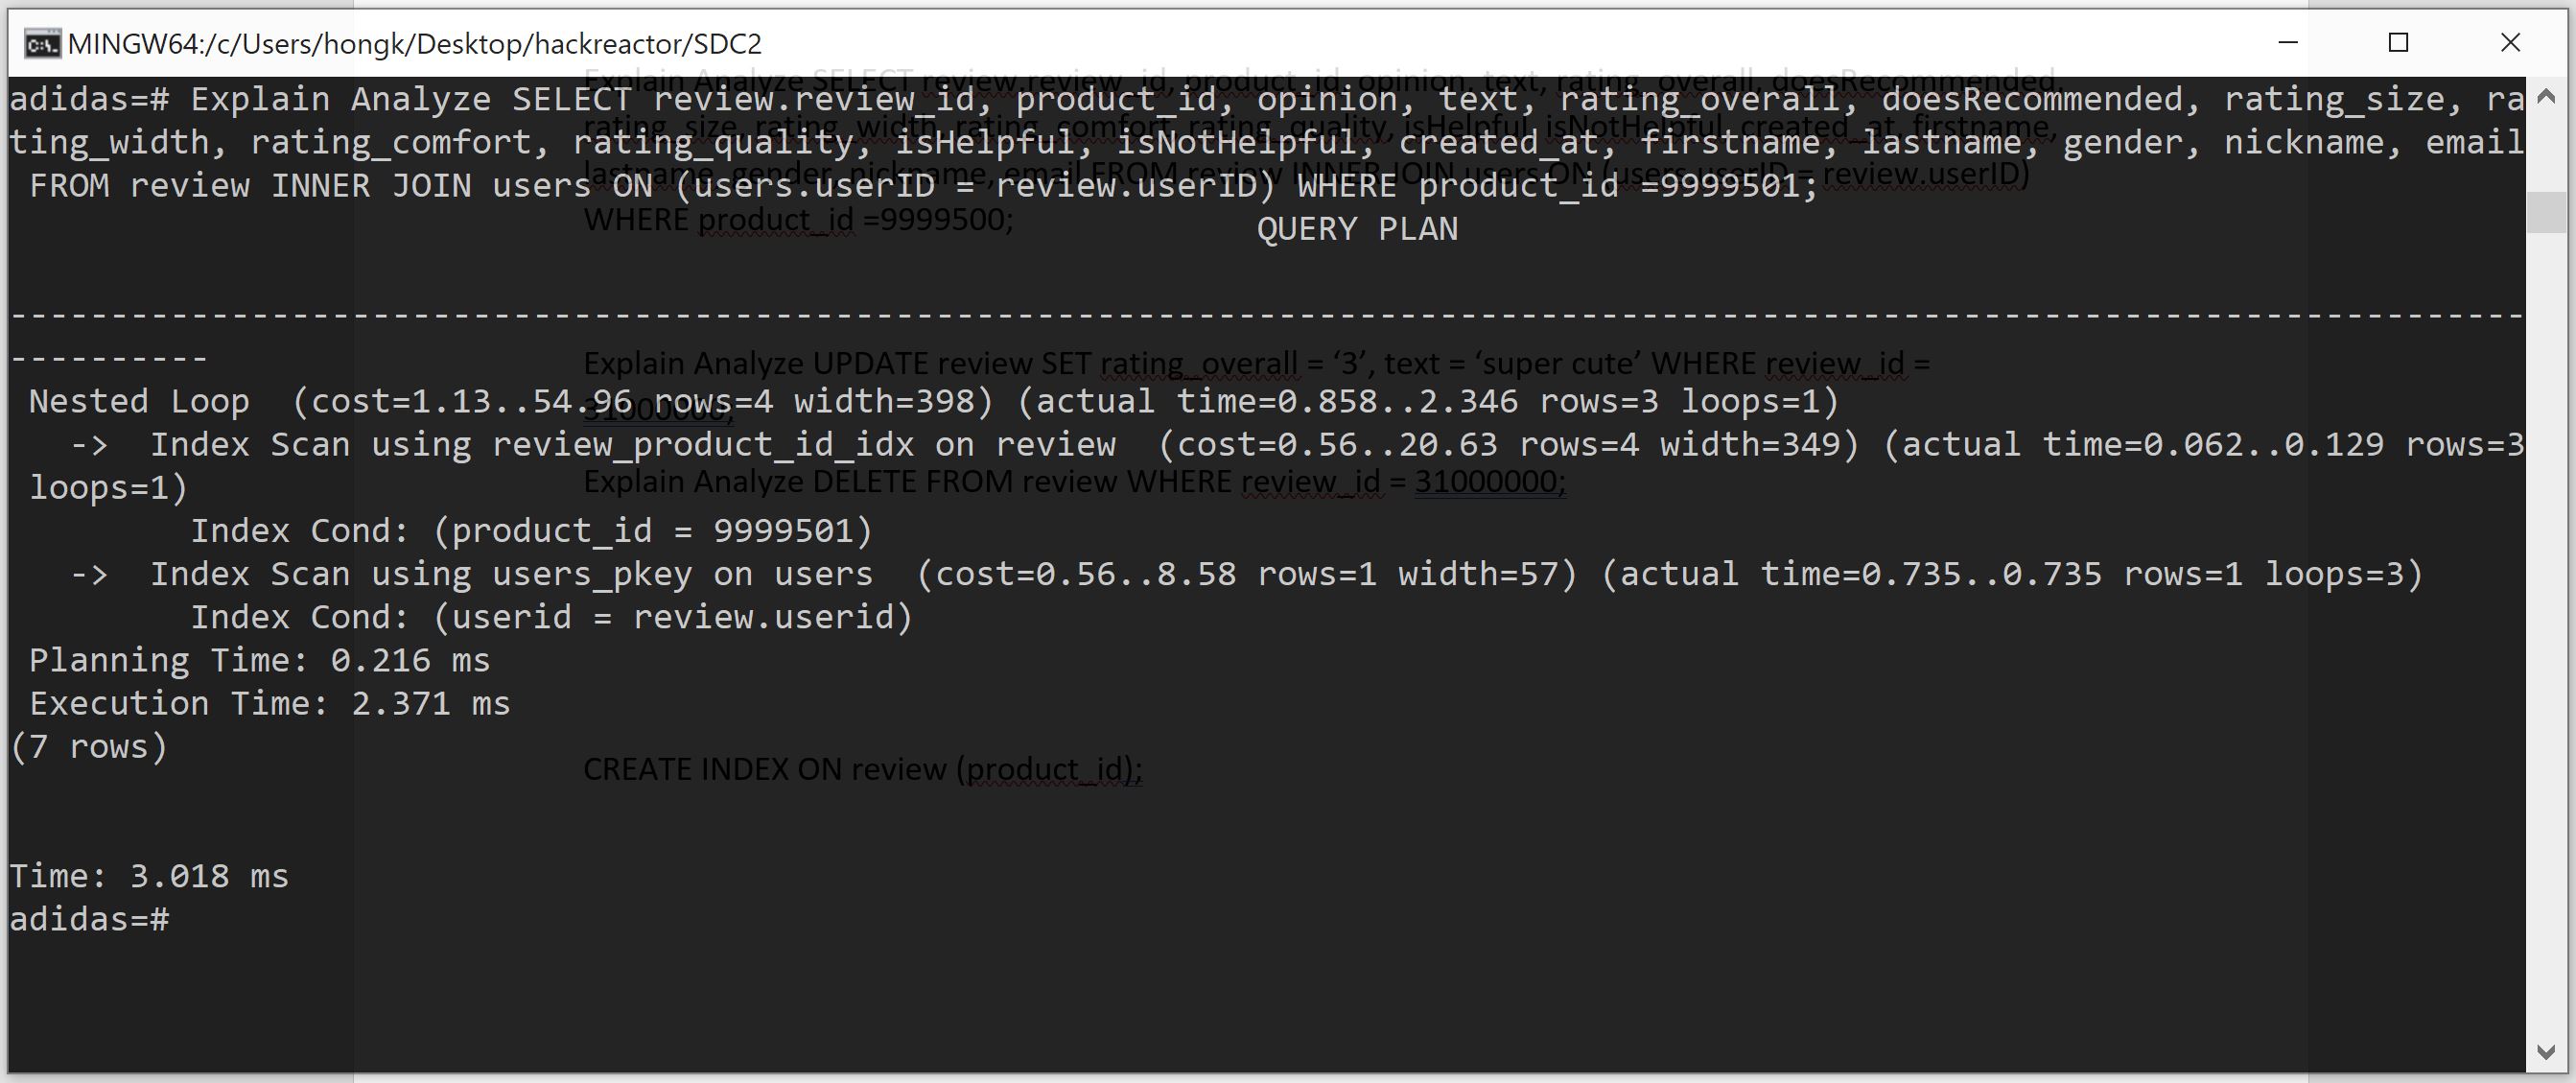 MINGW64:/c/Users/hongk/Desktop/hackreactor/SDC2
adidas=# Explain Analyze SELECT review.review_id, product_id, opinion, text, rating_overall, doesRecommended, rating_size, ra
ting_width, rating_comfort, rating_quality, isHelpful, isNotHelpful, created_at, firstname, lastname, gender, nickname, email
 FROM review INNER JOIN users ON (users.userID = review.userID) WHERE product_id =9999501;
QUERY PLAN
-----------------------------------------------------------------------------------------------------------------------------
----------
Nested Loop  (cost=1.13..54.96 rows=4 width=398) (actual time=0.858..2.346 rows=3 loops=1)
  ->  Index Scan using review_product_id_idx on review  (cost=0.56..20.63 rows=4 width=349) (actual time=0.062..0.129 rows=3
 loops=1)
        Index Cond: (product_id = 9999501)
  ->  Index Scan using users_pkey on users  (cost=0.56..8.58 rows=1 width=57) (actual time=0.735..0.735 rows=1 loops=3)
        Index Cond: (userid = review.userid)
Planning Time: 0.216 ms
Execution Time: 2.371 ms
(7 rows)
Time: 3.018 ms
adidas=#
Explain Analyze SELECT review.review_id, product_id, opinion, text, rating_overall, doesRecommended,
rating_size, rating_width, rating_comfort, rating_quality, isHelpful, isNotHelpful, created_at, firstname,
lastname, gender, nickname, email FROM review INNER JOIN users ON (users.userID = review.userID)
WHERE product_id =9999500;
Explain Analyze UPDATE review SET rating_overall = ‘3’, text = ‘super cute’ WHERE review_id =
31000000;
Explain Analyze DELETE FROM review WHERE review_id = 31000000;
CREATE INDEX ON review (product_id);